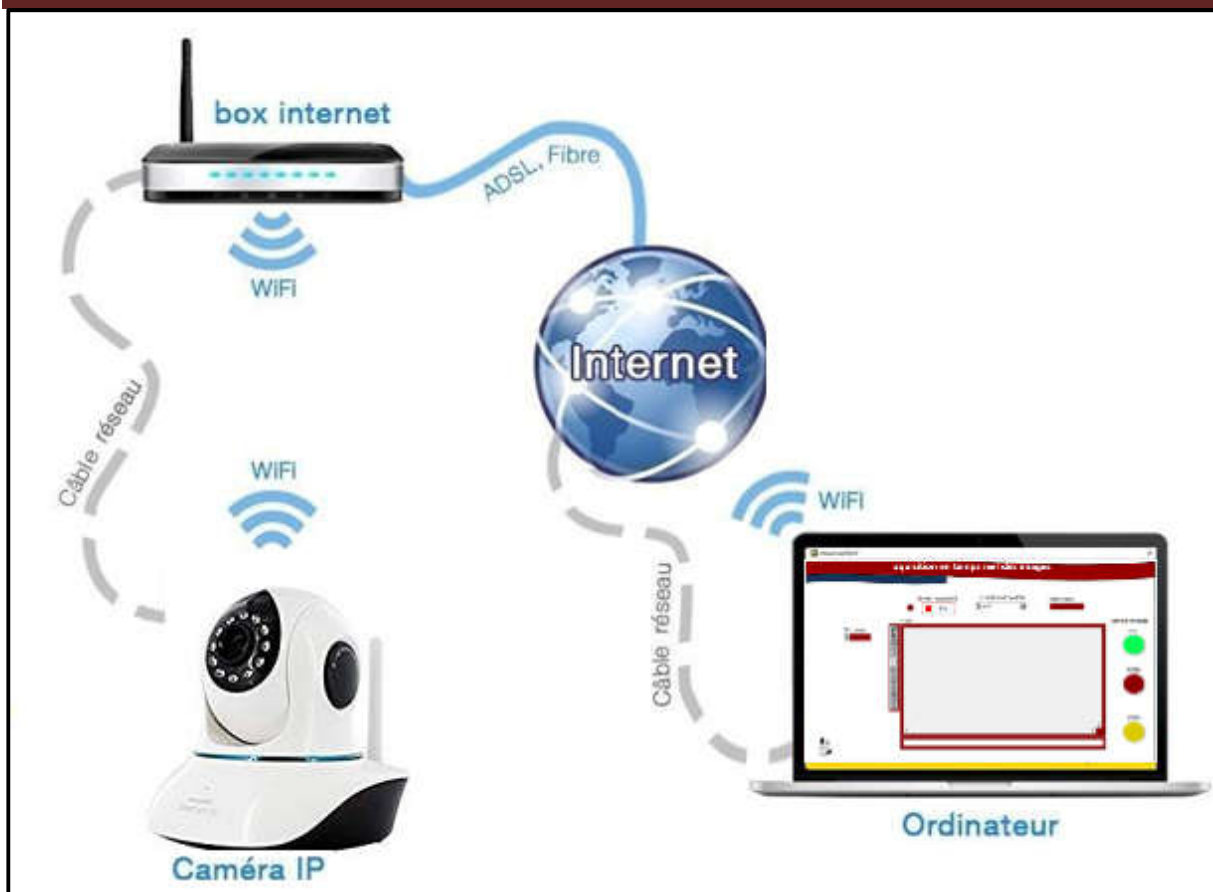 box internet
ADSL, Fibre
WiFi
Internet
Câble réseau
WiFi
WiFi
Câble réseau
Ordinateur
Caméra IP